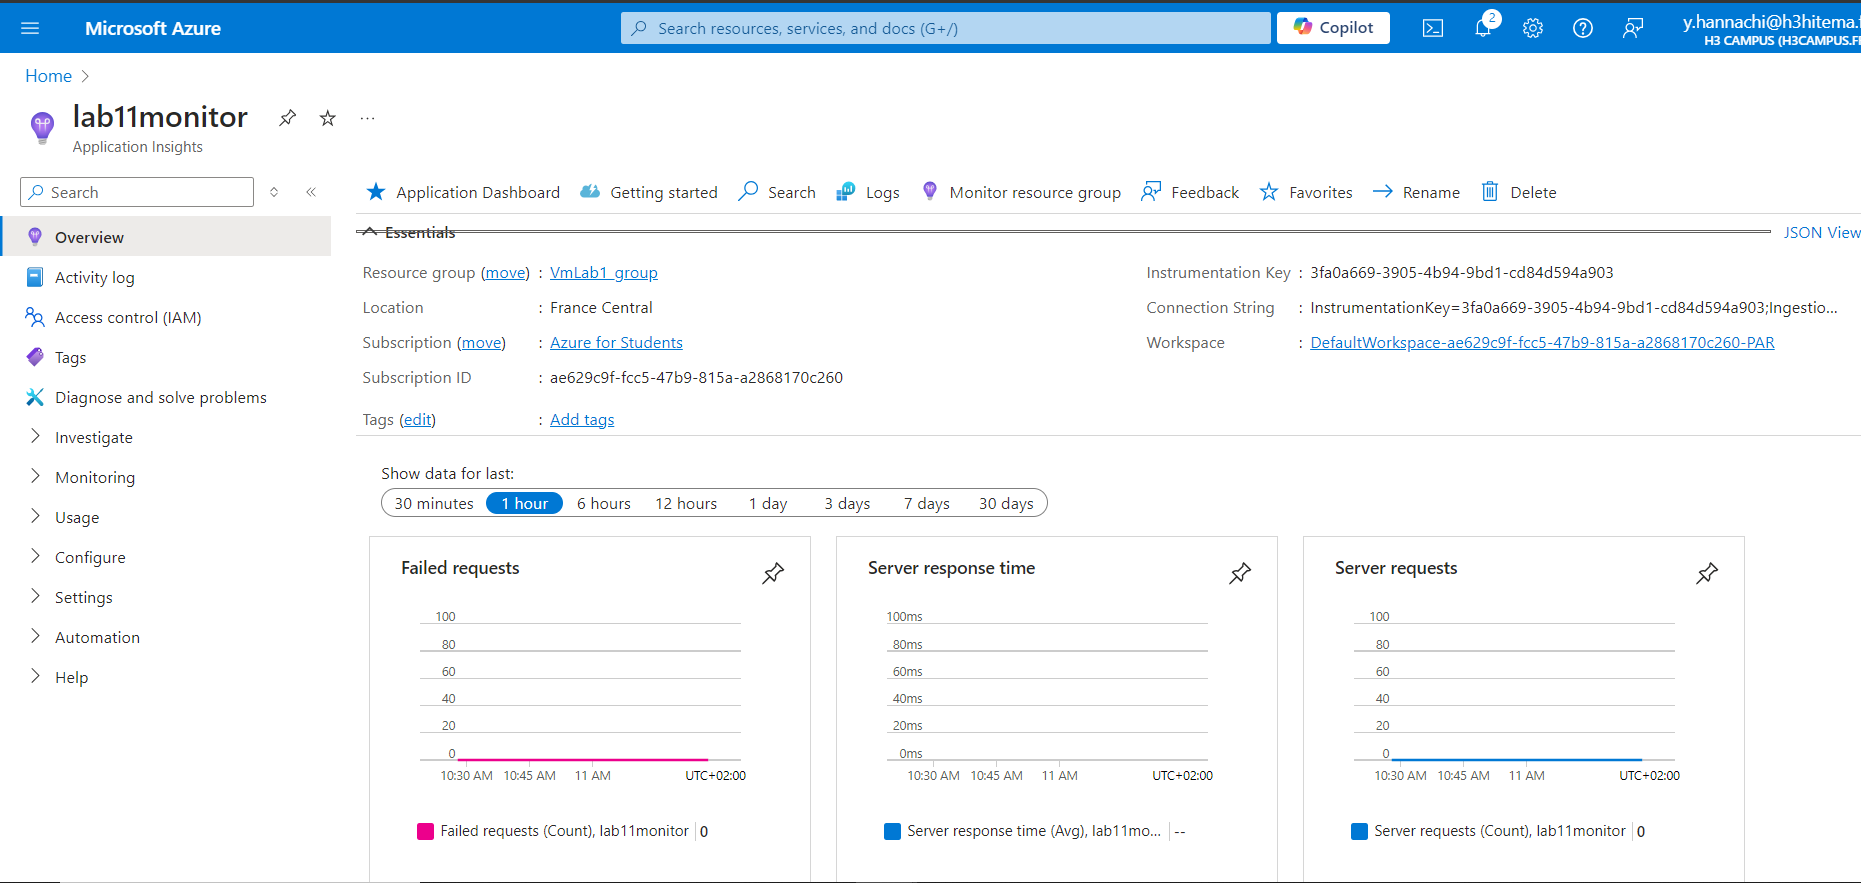 Microsoft Azure
Search resources, services, and docs (G+/)
Copilot
2
y.hannachi@h3hitema.f
H3 CAMPUS (H3CAMPUS.FI
Home
lab11monitor
Application Insights
Search
Application Dashboard
Getting started
Search
Logs
Monitor resource group
Feedback
Favorites
Rename
Delete
Overview
Activity log
Access control (IAM)
Tags
Diagnose and solve problems
Investigate
Monitoring
Usage
Configure
Settings
Automation
Help
Essentials
JSON View
Resource group (move) : VmLab1_group
Location : France Central
Subscription (move) : Azure for Students
Subscription ID : ae629c9f-fcc5-47b9-815a-a2868170c260
Tags (edit) : Add tags
Instrumentation Key : 3fa0a669-3905-4b94-9bd1-cd84d594a903
Connection String : InstrumentationKey=3fa0a669-3905-4b94-9bd1-cd84d594a903;Ingestio...
Workspace : DefaultWorkspace-ae629c9f-fcc5-47b9-815a-a2868170c260-PAR
Show data for last:
30 minutes 1 hour 6 hours 12 hours 1 day 3 days 7 days 30 days
Failed requests
100
80
60
40
20
0
10:30 AM 10:45 AM 11 AM UTC+02:00
Failed requests (Count), lab11monitor 0
Server response time
100ms
80ms
60ms
40ms
20ms
0ms
10:30 AM 10:45 AM 11 AM UTC+02:00
Server response time (Avg), lab11mo... --
Server requests
100
80
60
40
20
0
10:30 AM 10:45 AM 11 AM UTC+02:00
Server requests (Count), lab11monitor 0